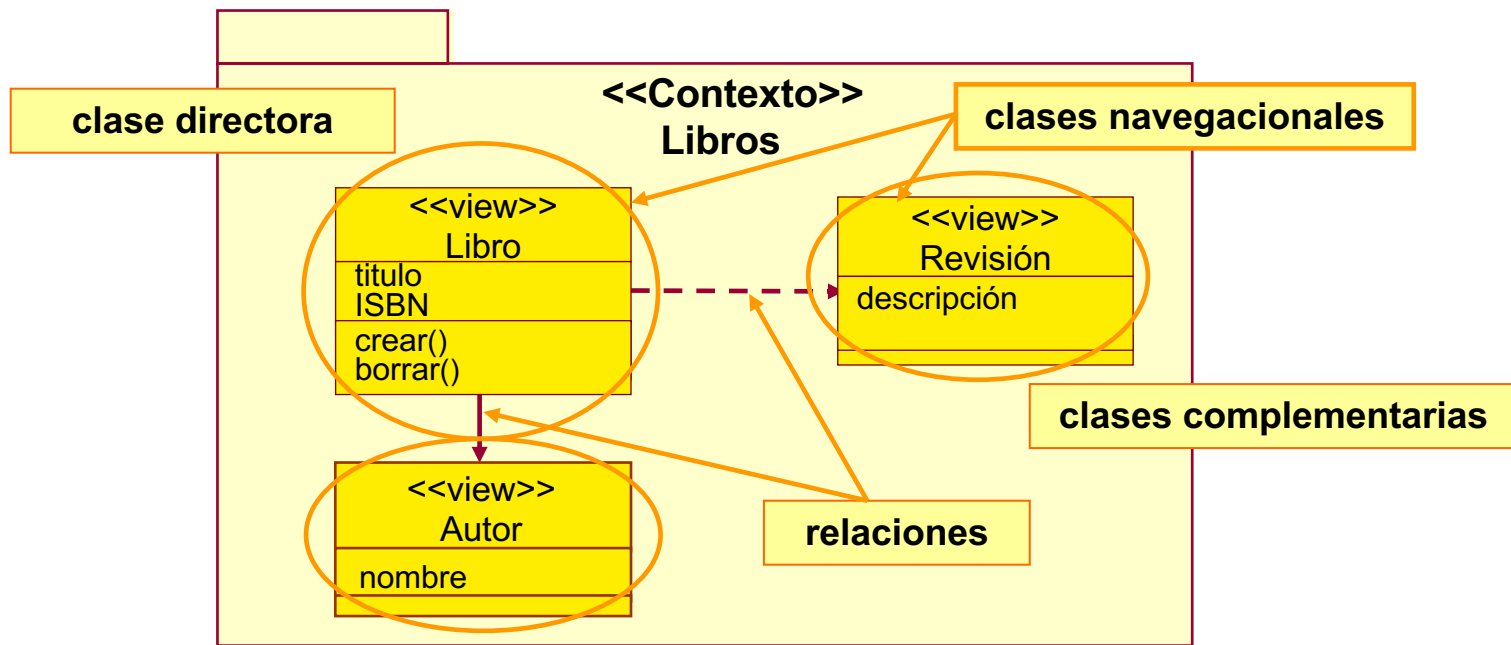 <<Contexto>>
Libros
clase directora
clases navegacionales
<<view>>
Libro
titulo
ISBN
crear()
borrar()
<<view>>
Revisión
descripción
clases complementarias
<<view>>
Autor
nombre
relaciones